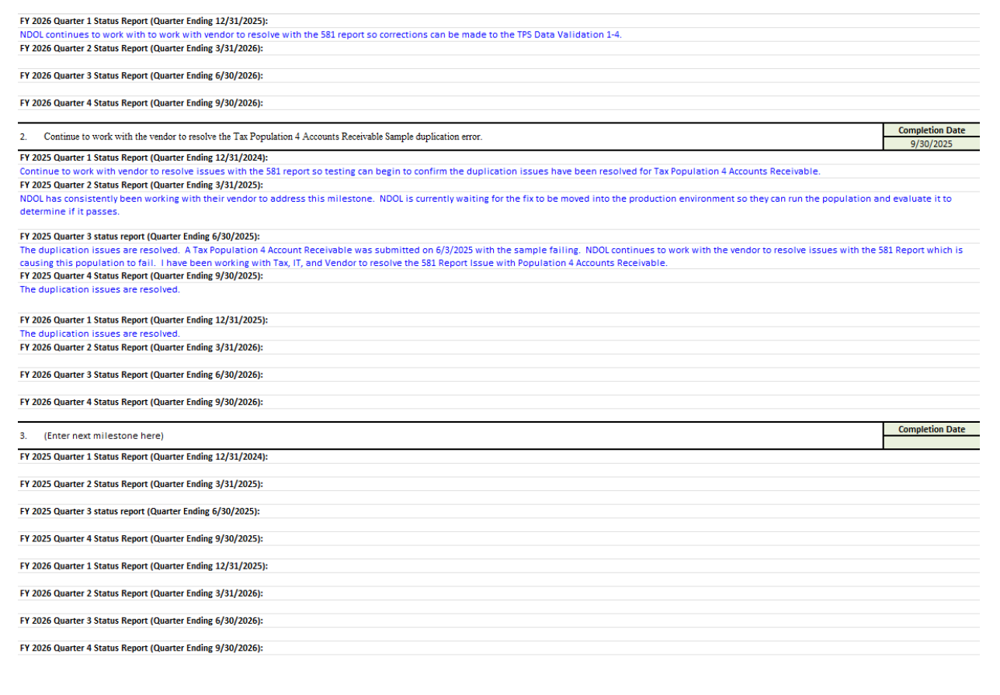 FY 2026 Quarter 1 Status Report (Quarter Ending 12/31/2025):
NDOL continues to work with to work with vendor to resolve with the 581 report so corrections can be made to the TPS Data Validation 1-4.
FY 2026 Quarter 2 Status Report (Quarter Ending 3/31/2026):
FY 2026 Quarter 3 Status Report (Quarter Ending 6/30/2026):
FY 2026 Quarter 4 Status Report (Quarter Ending 9/30/2026):
2. Continue to work with the vendor to resolve the Tax Population 4 Accounts Receivable Sample duplication error.
Completion Date
9/30/2025
FY 2025 Quarter 1 Status Report (Quarter Ending 12/31/2024):
Continue to work with vendor to resolve issues with the 581 report so testing can begin to confirm the duplication issues have been resolved for Tax Population 4 Accounts Receivable.
FY 2025 Quarter 2 Status Report (Quarter Ending 3/31/2025):
NDOL has consistently been working with their vendor to address this milestone. NDOL is currently waiting for the fix to be moved into the production environment so they can run the population and evaluate it to
determine if it passes.
FY 2025 Quarter 3 status report (Quarter Ending 6/30/2025):
The duplication issues are resolved. A Tax Population 4 Account Receivable was submitted on 6/3/2025 with the sample failing. NDOL continues to work with the vendor to resolve issues with the 581 Report which is
causing this population to fail. I have been working with Tax, IT, and Vendor to resolve the 581 Report Issue with Population 4 Accounts Receivable.
FY 2025 Quarter 4 Status Report (Quarter Ending 9/30/2025):
The duplication issues are resolved.
FY 2026 Quarter 1 Status Report (Quarter Ending 12/31/2025):
The duplication issues are resolved.
FY 2026 Quarter 2 Status Report (Quarter Ending 3/31/2026):
FY 2026 Quarter 3 Status Report (Quarter Ending 6/30/2026):
FY 2026 Quarter 4 Status Report (Quarter Ending 9/30/2026):
3. (Enter next milestone here)
Completion Date
FY 2025 Quarter 1 Status Report (Quarter Ending 12/31/2024):
FY 2025 Quarter 2 Status Report (Quarter Ending 3/31/2025):
FY 2025 Quarter 3 status report (Quarter Ending 6/30/2025):
FY 2025 Quarter 4 Status Report (Quarter Ending 9/30/2025):
FY 2026 Quarter 1 Status Report (Quarter Ending 12/31/2025):
FY 2026 Quarter 2 Status Report (Quarter Ending 3/31/2026):
FY 2026 Quarter 3 Status Report (Quarter Ending 6/30/2026):
FY 2026 Quarter 4 Status Report (Quarter Ending 9/30/2026):